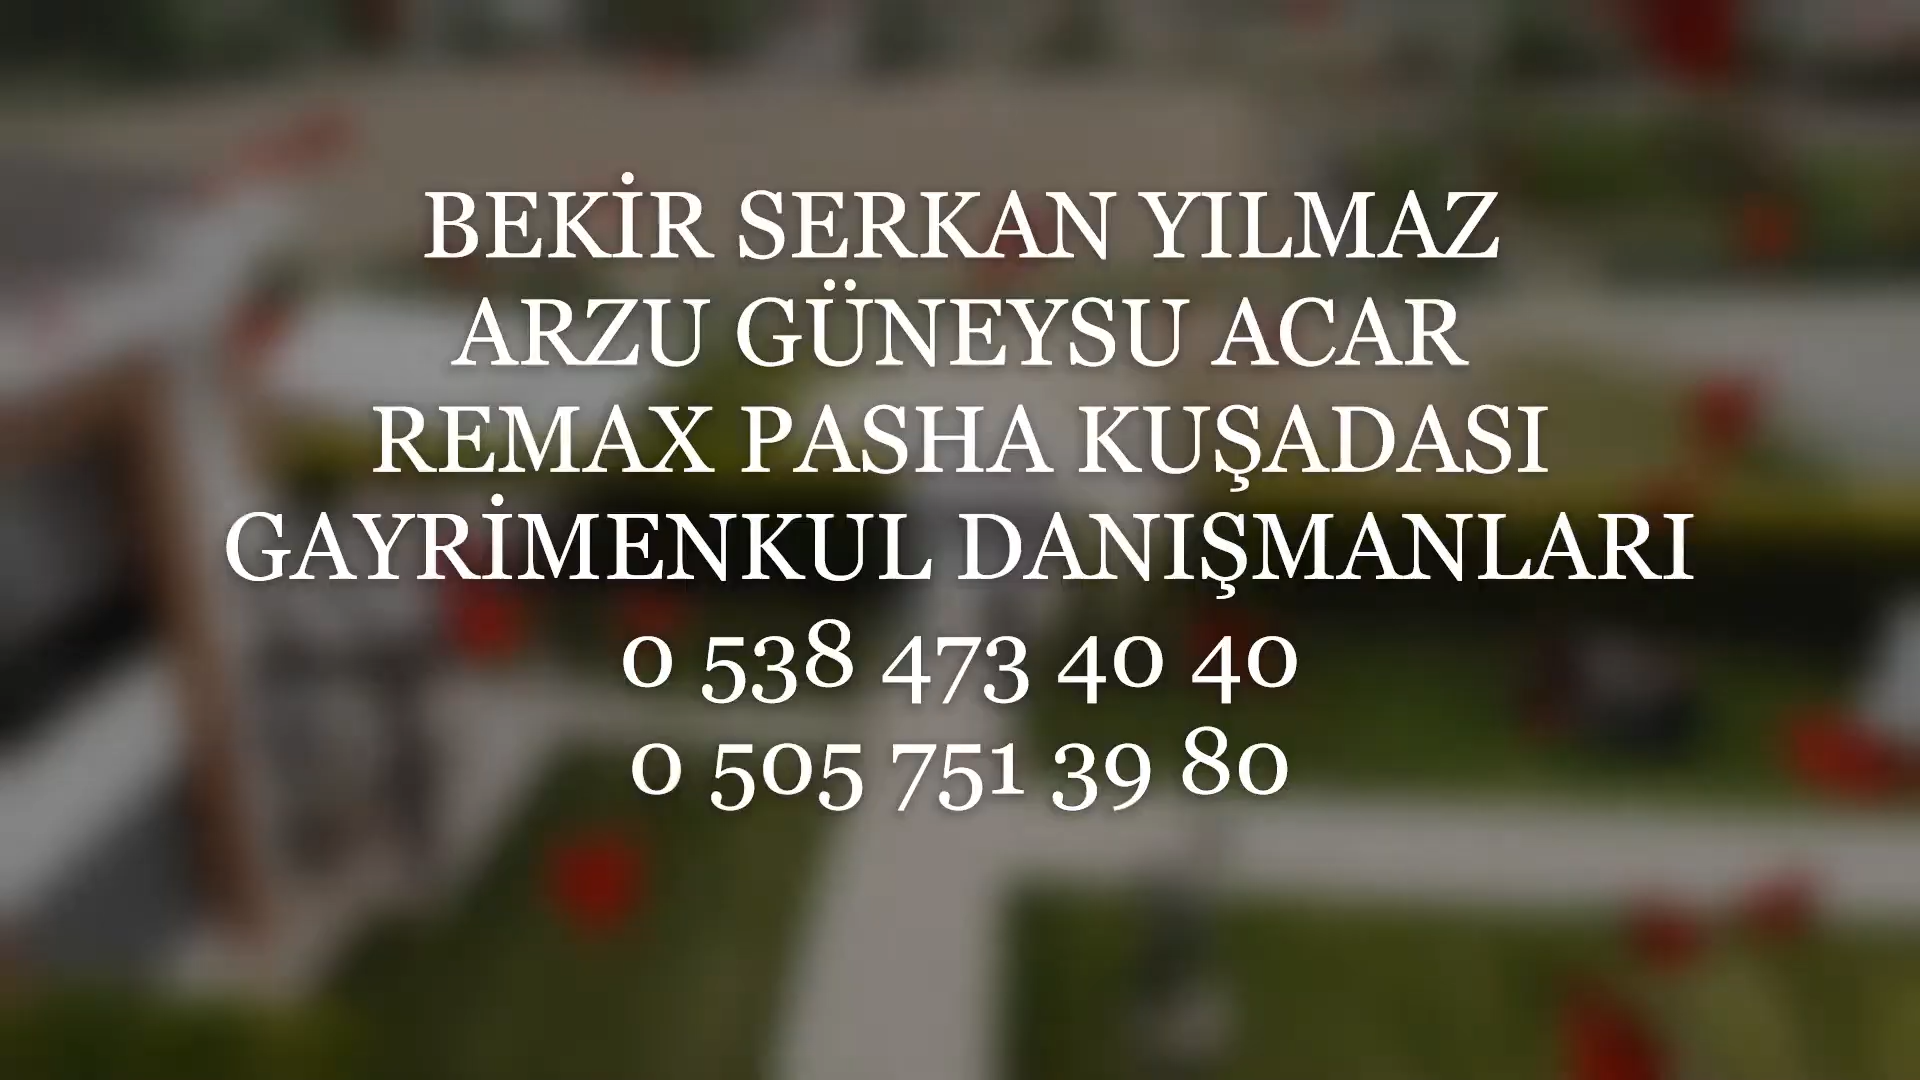 BEKİR SERKAN YILMAZ
ARZU GÜNEYSU ACAR
REMAX PASHA KUŞADASI
GAYRİMENKUL DANIŞMANLARI
0 538 473 40 40
0 505 751 39 80